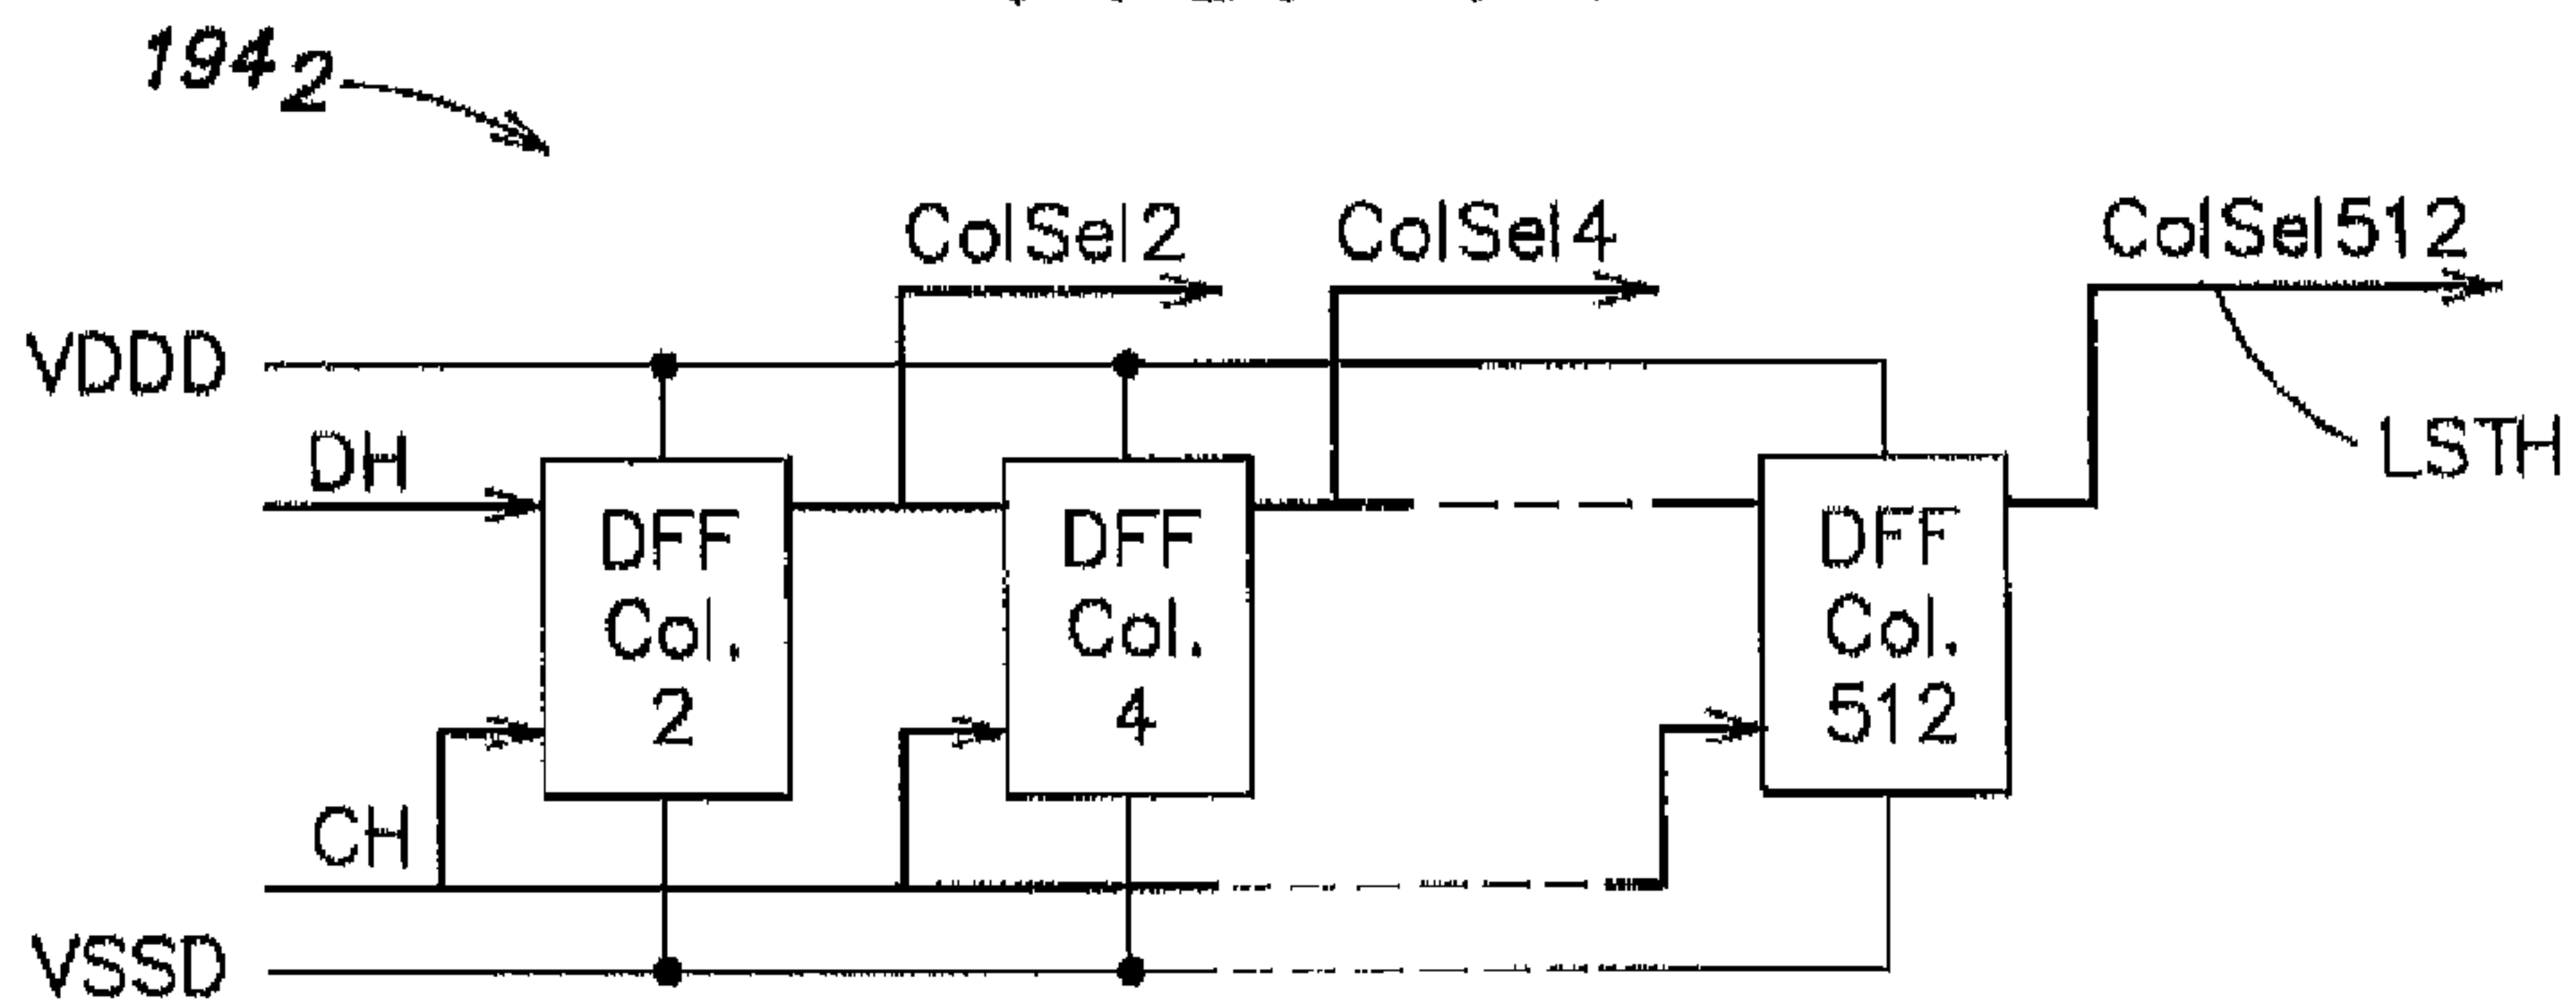 194₂
ColSel2 ColSel4 ColSel512
VDDD
LSTH
DH
DFF Col. 2
DFF Col. 4
DFF Col. 512
CH
VSSD